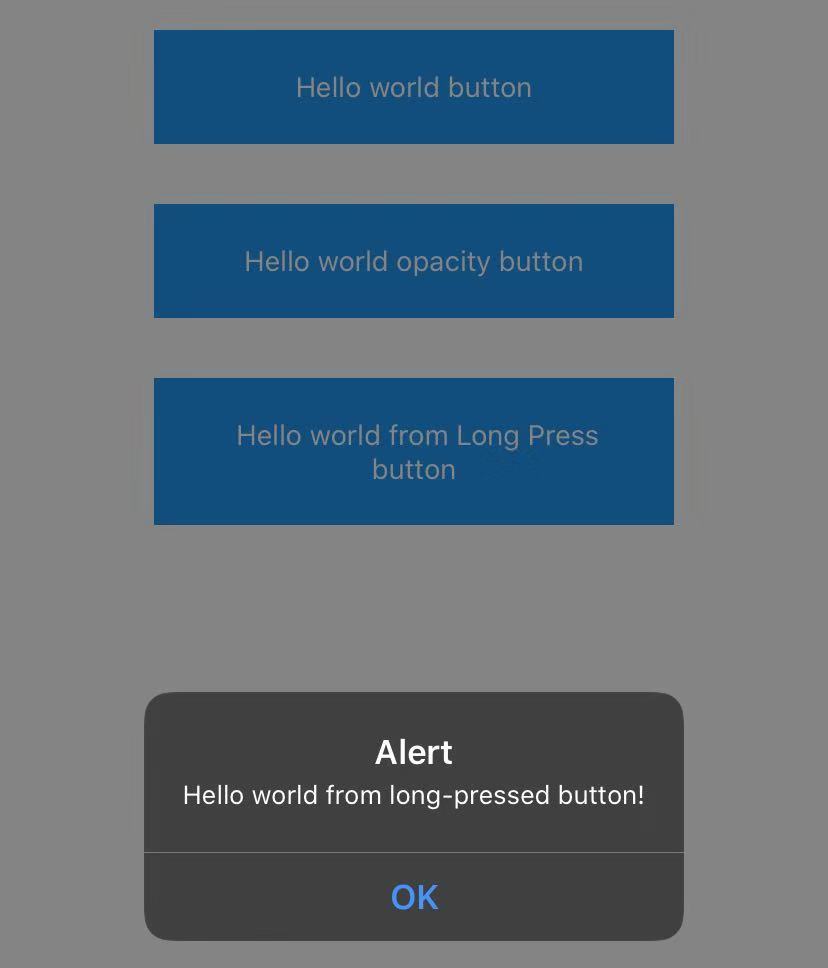 Hello world button
Hello world opacity button
Hello world from Long Press
button
Alert
Hello world from long-pressed button!
OK